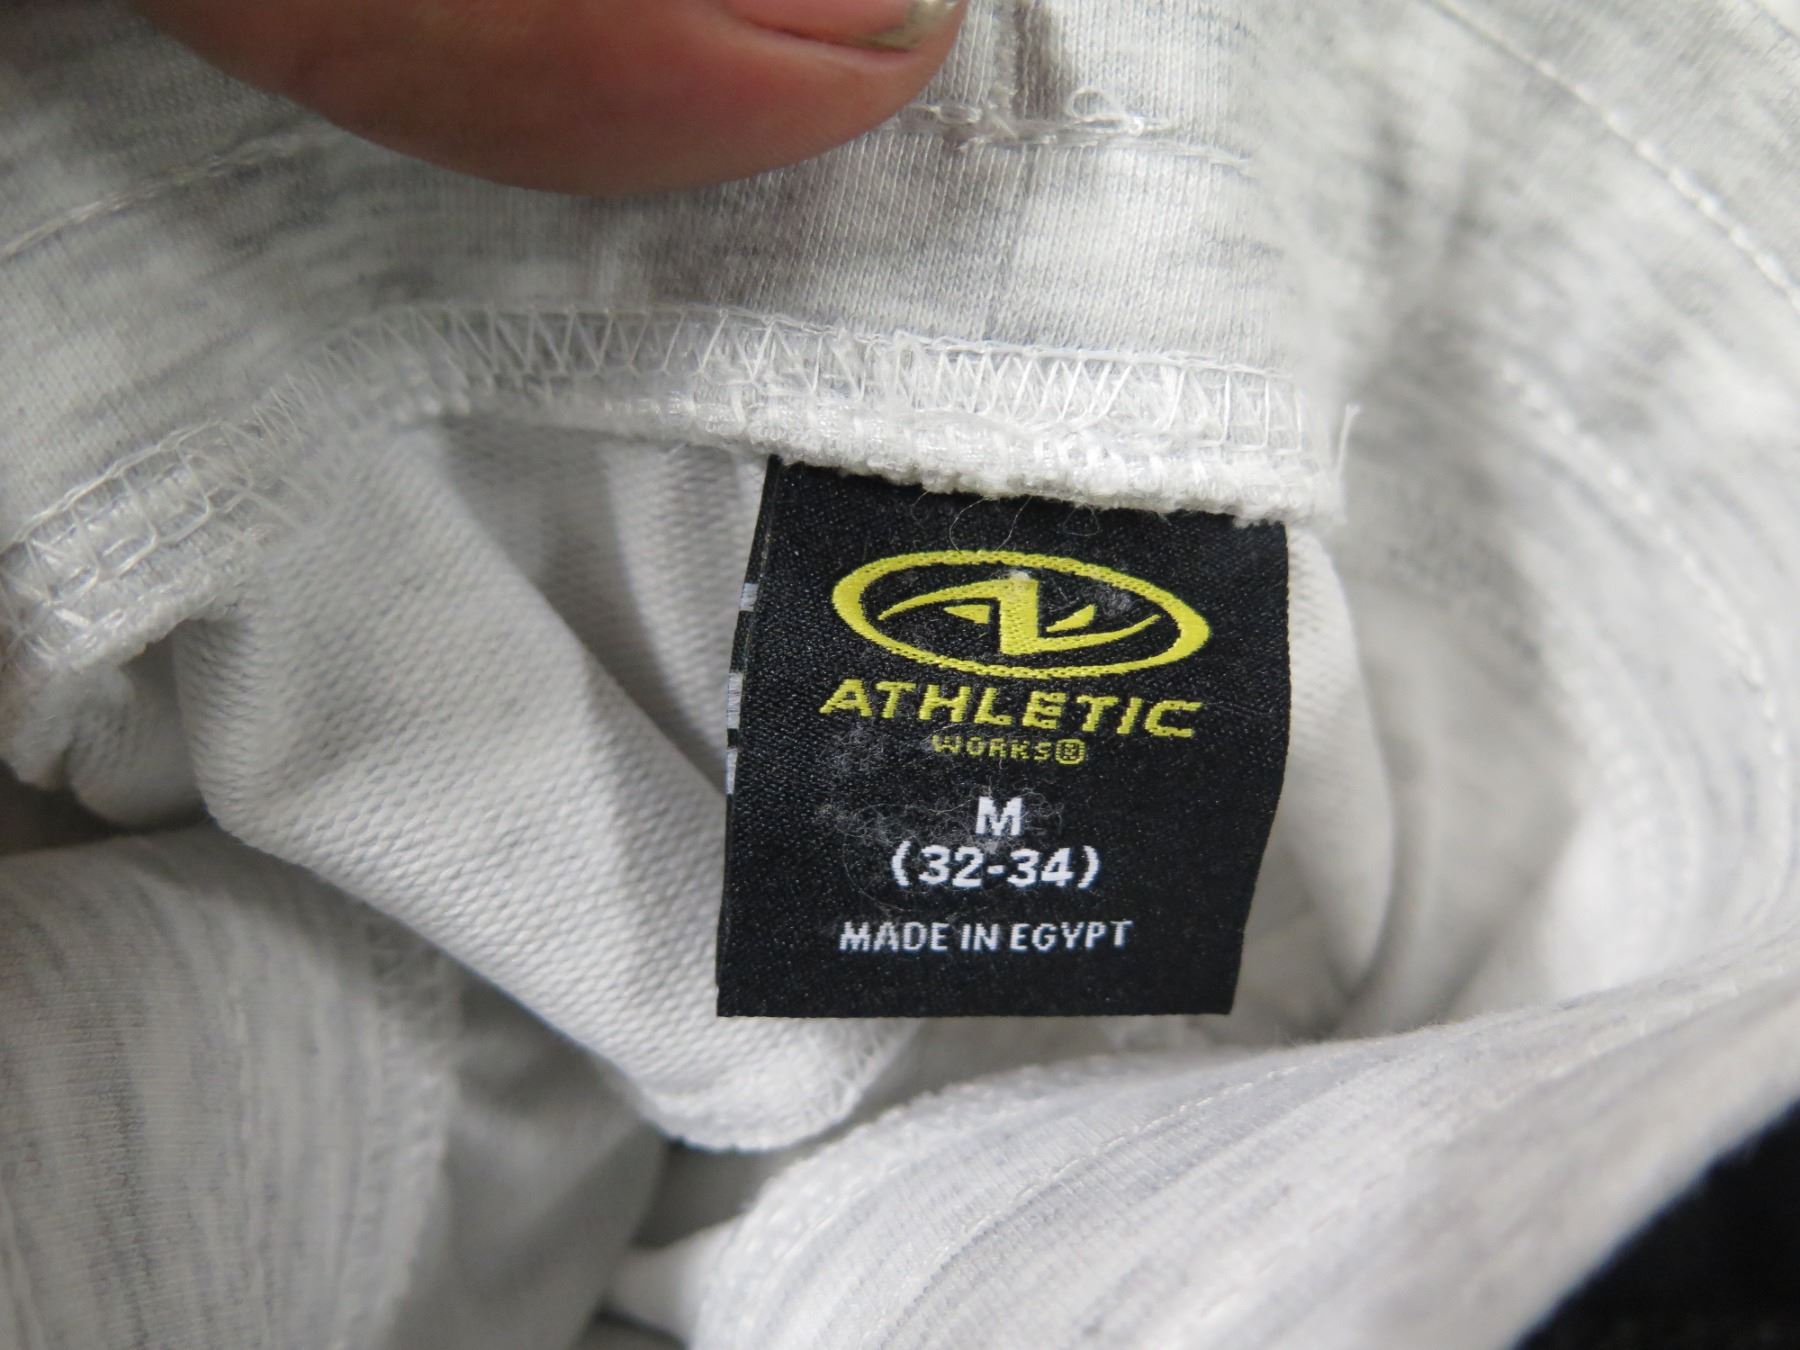 ATHLETIC
WORKS®
M
(32-34)
MADE IN EGYPT